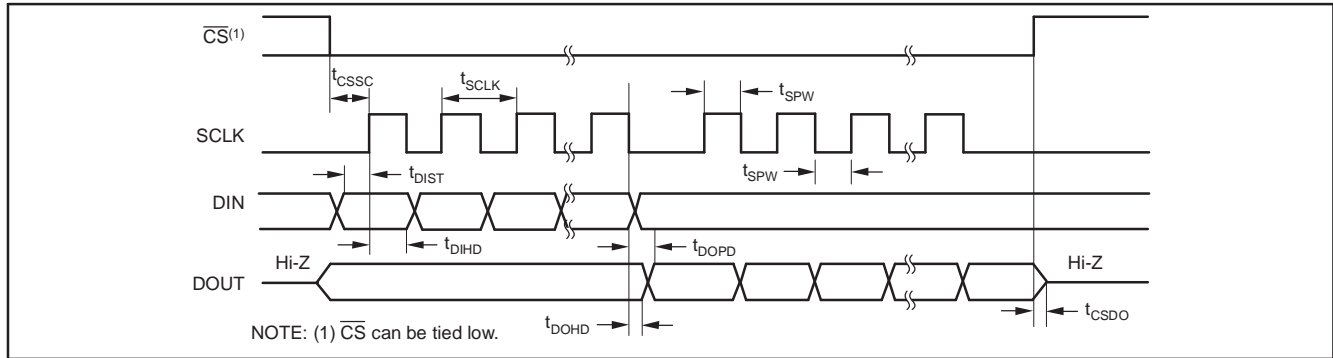 CS(1)
tCSSC
tSCLK
tSPW
SCLK
tSPW
tDIST
DIN
tDIHD
tDOPD
Hi-Z
Hi-Z
DOUT
tCSDO
tDOHD
NOTE: (1) CS can be tied low.